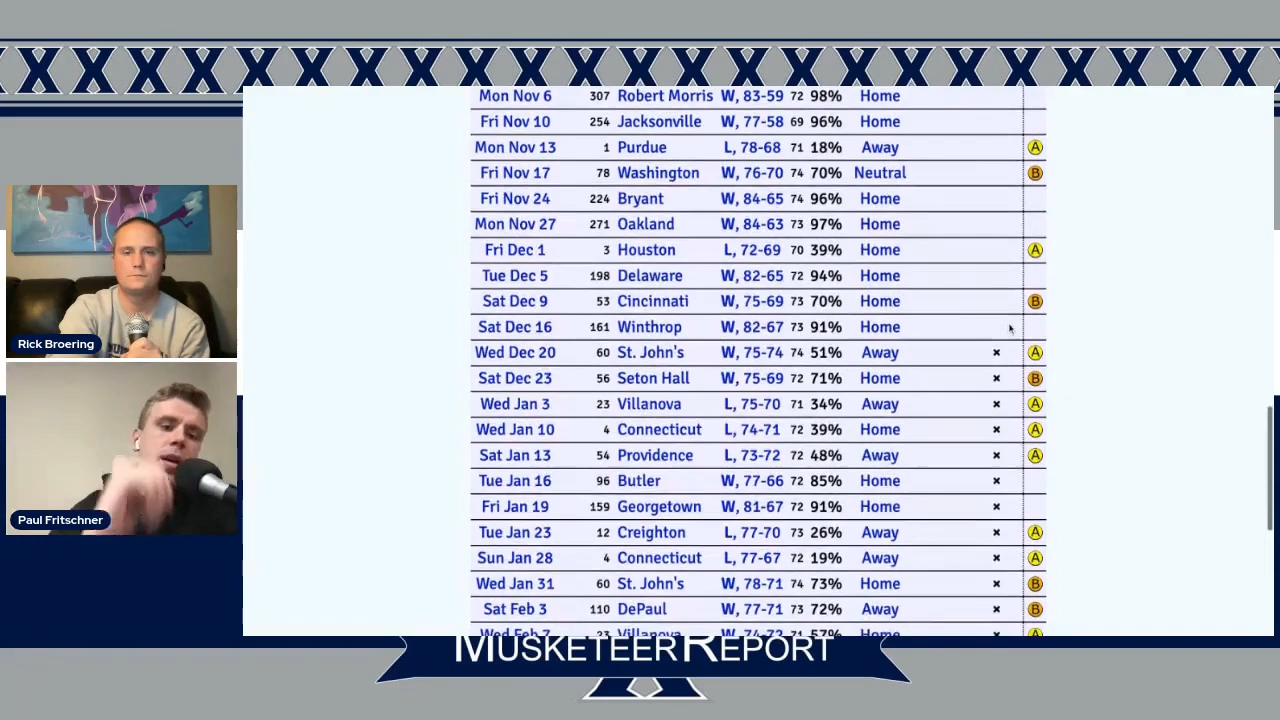 X X X X X X X X X X X X X X X X X X X X X X X
Mon Nov 6 307 Robert Morris W, 83-59 72 98% Home
Fri Nov 10 254 Jacksonville W, 77-58 69 96% Home
Mon Nov 13 1 Purdue L, 78-68 71 18% Away A
Fri Nov 17 78 Washington W, 76-70 74 70% Neutral B
Fri Nov 24 224 Bryant W, 84-65 74 96% Home
Mon Nov 27 271 Oakland W, 84-63 73 97% Home
Fri Dec 1 3 Houston L, 72-69 70 39% Home A
Tue Dec 5 198 Delaware W, 82-65 72 94% Home
Sat Dec 9 53 Cincinnati W, 75-69 73 70% Home B
Sat Dec 16 161 Winthrop W, 82-67 73 91% Home
Wed Dec 20 60 St. John's W, 75-74 74 51% Away × A
Sat Dec 23 56 Seton Hall W, 75-69 72 71% Home × B
Wed Jan 3 23 Villanova L, 75-70 71 34% Away × A
Wed Jan 10 4 Connecticut L, 74-71 72 39% Home × A
Sat Jan 13 54 Providence L, 73-72 72 48% Away × A
Tue Jan 16 96 Butler W, 77-66 72 85% Home ×
Fri Jan 19 159 Georgetown W, 81-67 72 91% Home ×
Tue Jan 23 12 Creighton L, 77-70 73 26% Away × A
Sun Jan 28 4 Connecticut L, 77-67 72 19% Away × A
Wed Jan 31 60 St. John's W, 78-71 74 73% Home × B
Sat Feb 3 110 DePaul W, 77-71 73 72% Away × B
Wed Feb 7 23 Villanova W, 74-72 71 57% Home × A
Rick Broering
Paul Fritschner
MUSKETEERREPORT
X